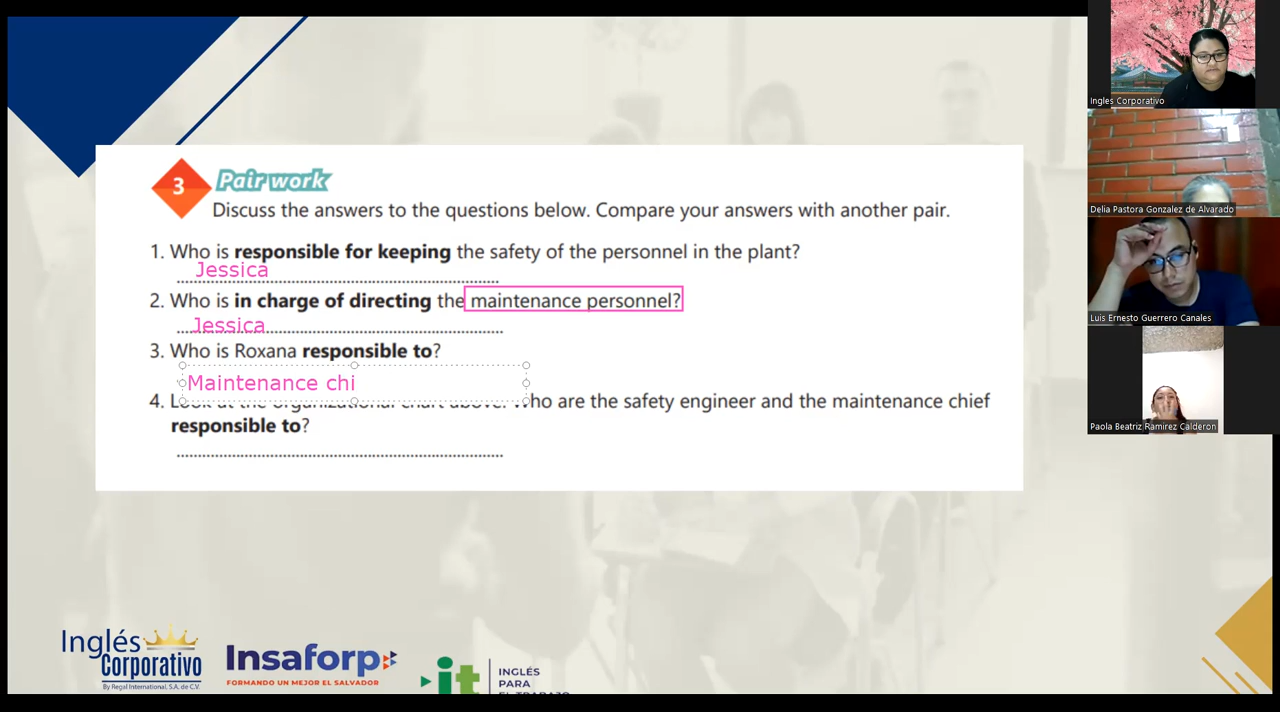 3 Pair work
Discuss the answers to the questions below. Compare your answers with another pair.
1. Who is responsible for keeping the safety of the personnel in the plant?
Jessica
2. Who is in charge of directing the maintenance personnel?
Jessica
3. Who is Roxana responsible to?
Maintenance chi
4. Look at the organizational chart above. Who are the safety engineer and the maintenance chief
responsible to?
Ingles Corporativo
Delia Pastora Gonzalez de Alvarado
Luis Ernesto Guerrero Canales
Paola Beatriz Ramirez Calderon
Inglés
Corporativo
By Regal International, S.A. de C.V.
Insaforp
FORMANDO UN MEJOR EL SALVADOR
it
INGLÉS
PARA
EL TRABAJO